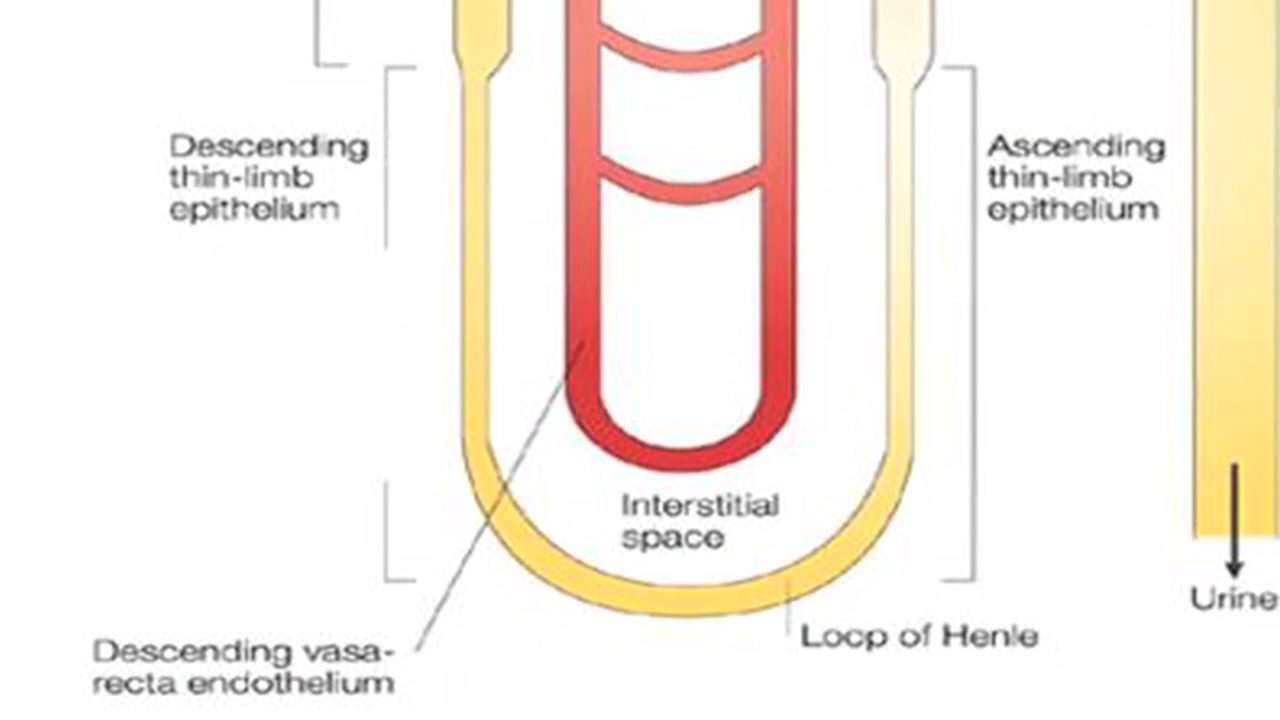 Descending
thin-limb
epithelium
Ascending
thin-limb
epithelium
Interstitial
space
Urine
Loop of Henle
Descending vasa-
recta endothelium